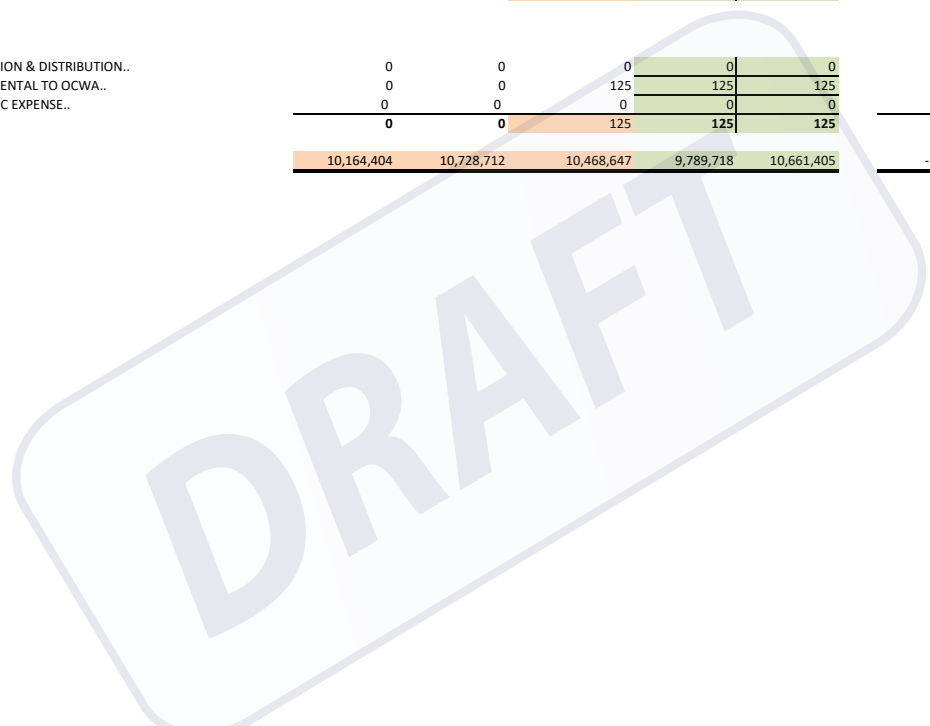 ION & DISTRIBUTION.. 0 0 0 0 0
ENTAL TO OCWA.. 0 0 125 125 125
C EXPENSE.. 0 0 0 0 0
0 0 125 125 125
10,164,404 10,728,712 10,468,647 9,789,718 10,661,405 -
DRAFT